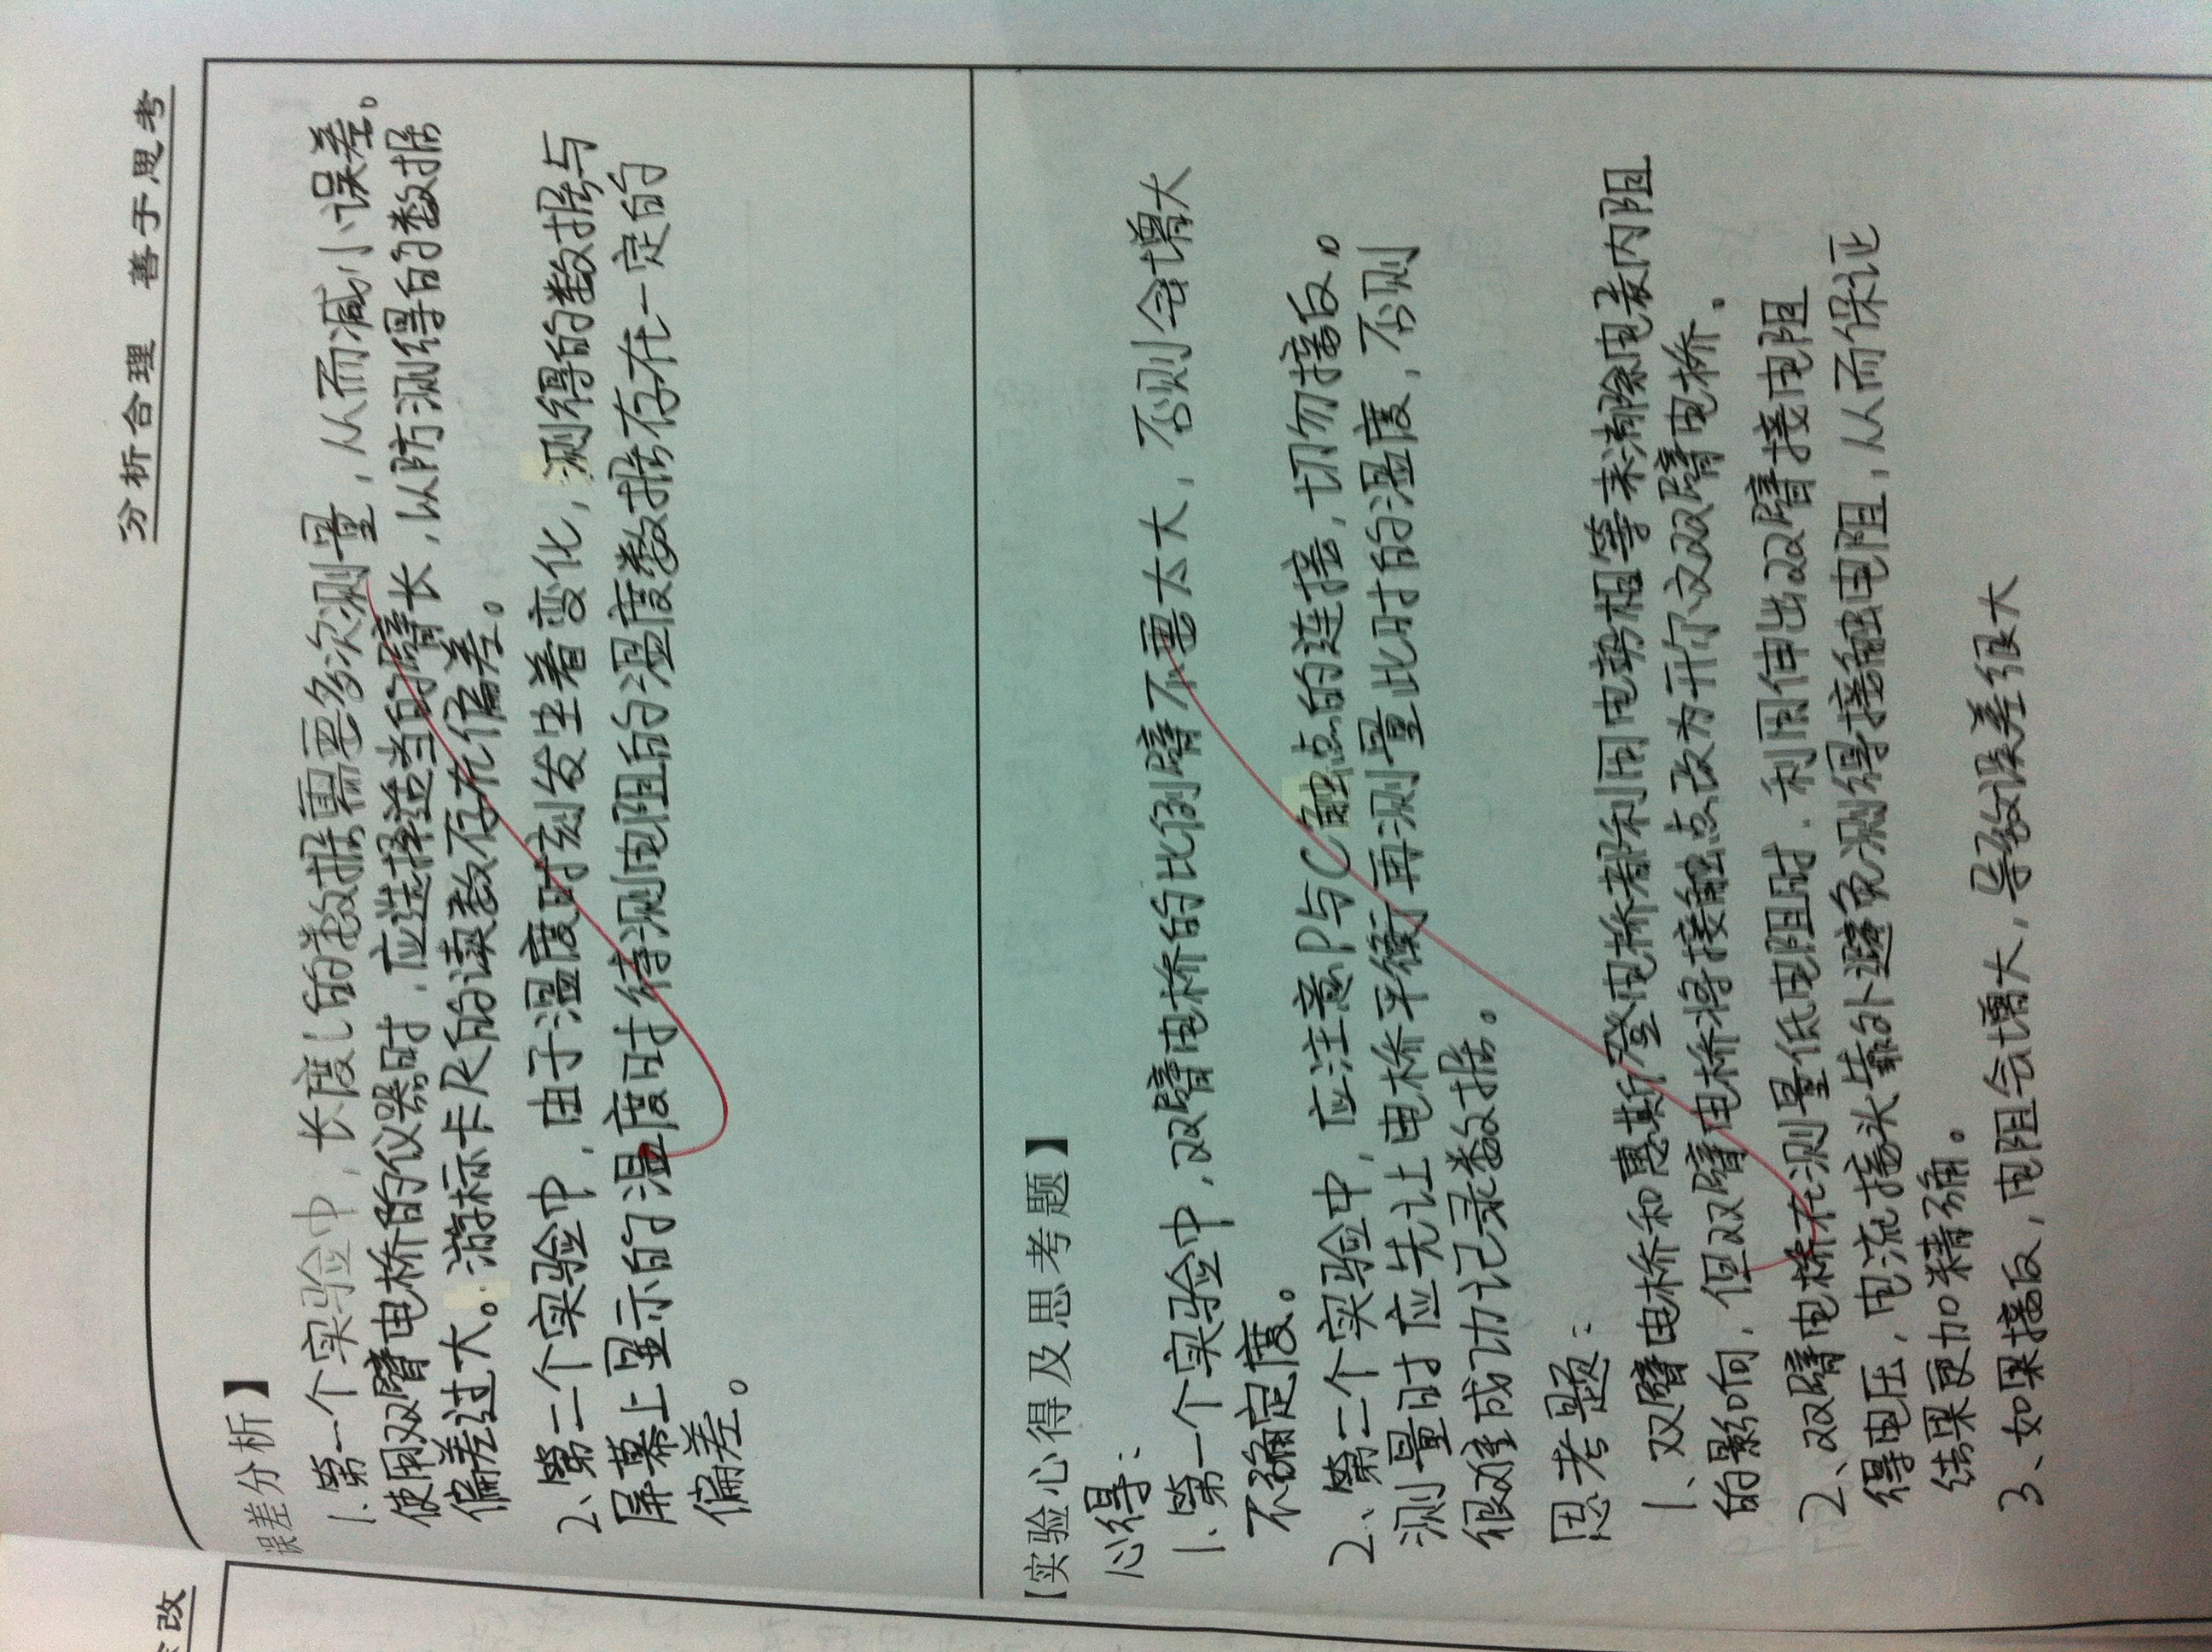 分析合理 善于思考
余改
误差分析】
1.第一个实验中,长度l的数据需要多次测量,从而减小误差。
使用双臂电桥的仪器时,应选择适当的臂长,以防测得的数据
偏差过大。游标卡尺的读数存在偏差。
2、第二个实验中,由于温度时刻发生着变化,测得的数据与
屏幕上显示的温度时待测电阻的温度数据存在一定的
偏差。
【实验心得及思考题】
心得:
1.第一个实验中,双臂电桥的比例臂不要太大,否则会增大
不确定度。
2、第二个实验中,应注意P与C触点的连接,切勿接反。
测量时应先让电桥平衡再测量此时的温度,否则
很难成功记录数据。
思考题:
1、双臂电桥和惠斯登电桥都利用电势相等来消除电表内阻
的影响,但双臂电桥将接触点改为开尔文双臂电桥。
2、双臂电桥在测量低电阻时.利用伸出双臂接电阻
得电压,电流接头靠外避免测得接触电阻,从而保证
结果更加精确。
3、如果接反,电阻会增大,导致误差很大